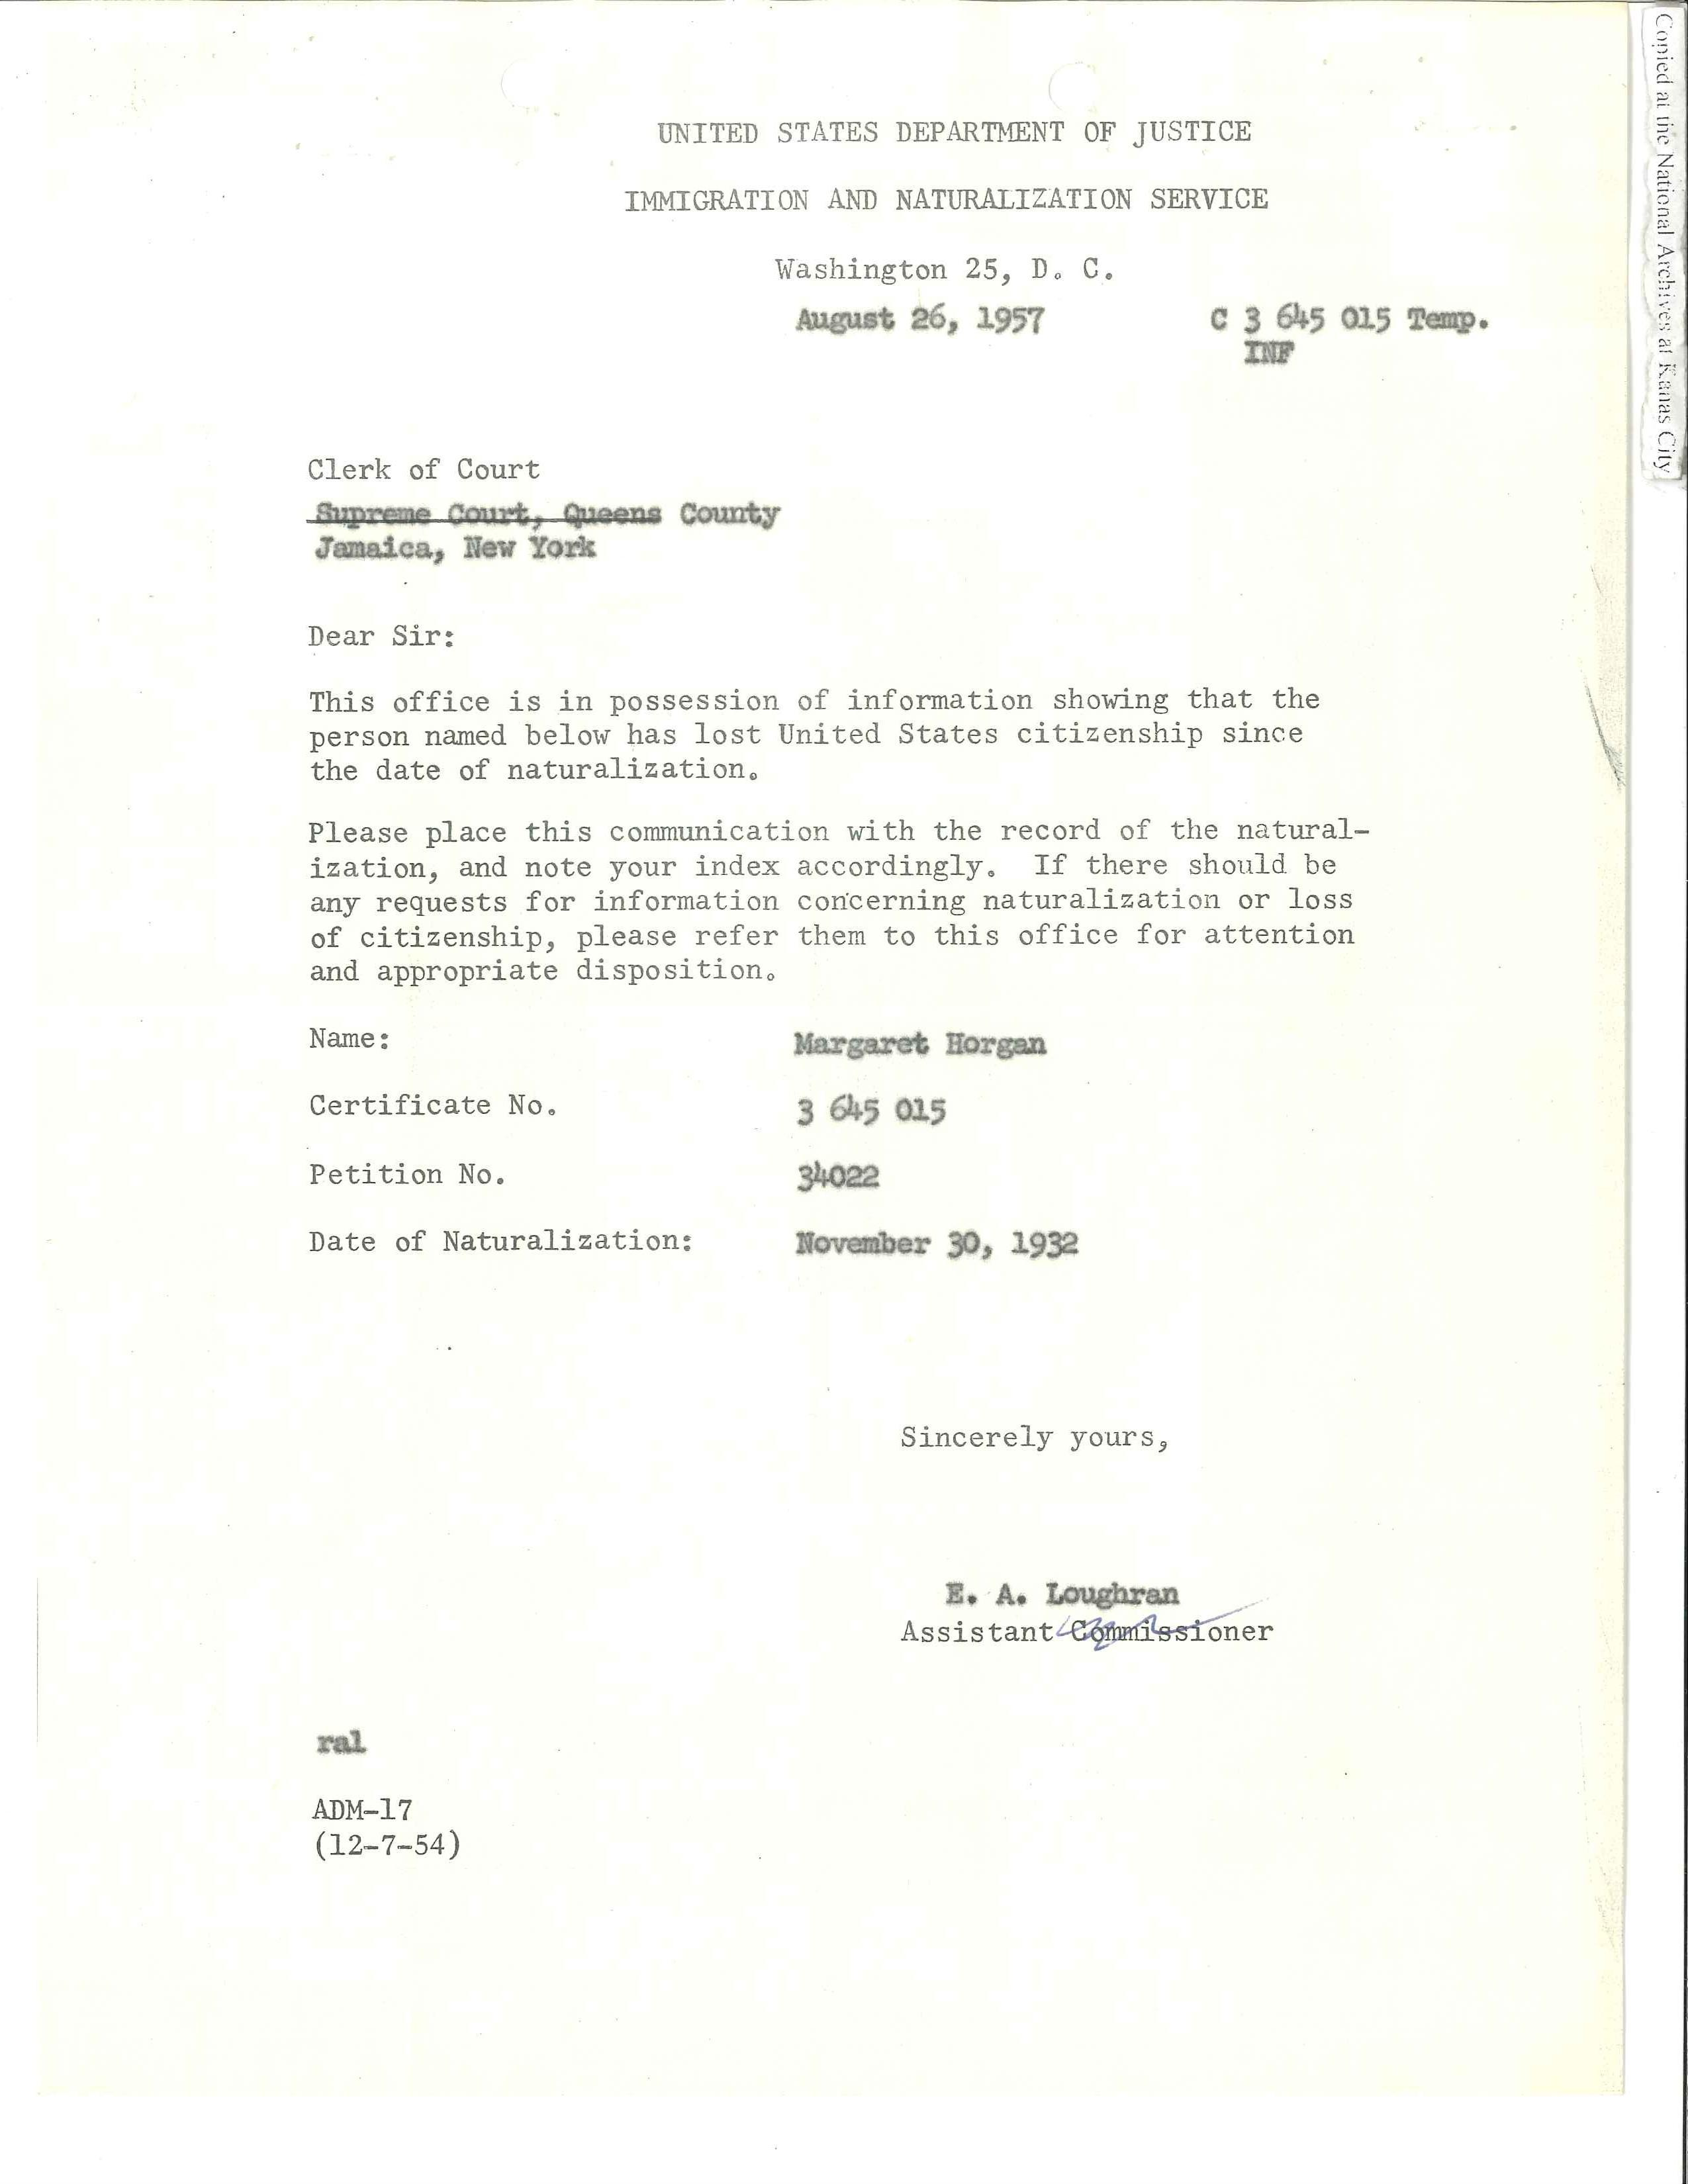 UNITED STATES DEPARTMENT OF JUSTICE
IMMIGRATION AND NATURALIZATION SERVICE
Washington 25, D. C.
August 26, 1957 C 3 645 015 Temp.
INF
Clerk of Court
Supreme Court, Queens County
Jamaica, New York
Dear Sir:
This office is in possession of information showing that the
person named below has lost United States citizenship since
the date of naturalization.
Please place this communication with the record of the natural-
ization, and note your index accordingly. If there should be
any requests for information concerning naturalization or loss
of citizenship, please refer them to this office for attention
and appropriate disposition.
Name: Margaret Horgan
Certificate No. 3 645 015
Petition No. 34022
Date of Naturalization: November 30, 1932
Sincerely yours,
E. A. Loughran
Assistant Commissioner
ral
ADM-17
(12-7-54)
Copied at the National Archives at Kanas City